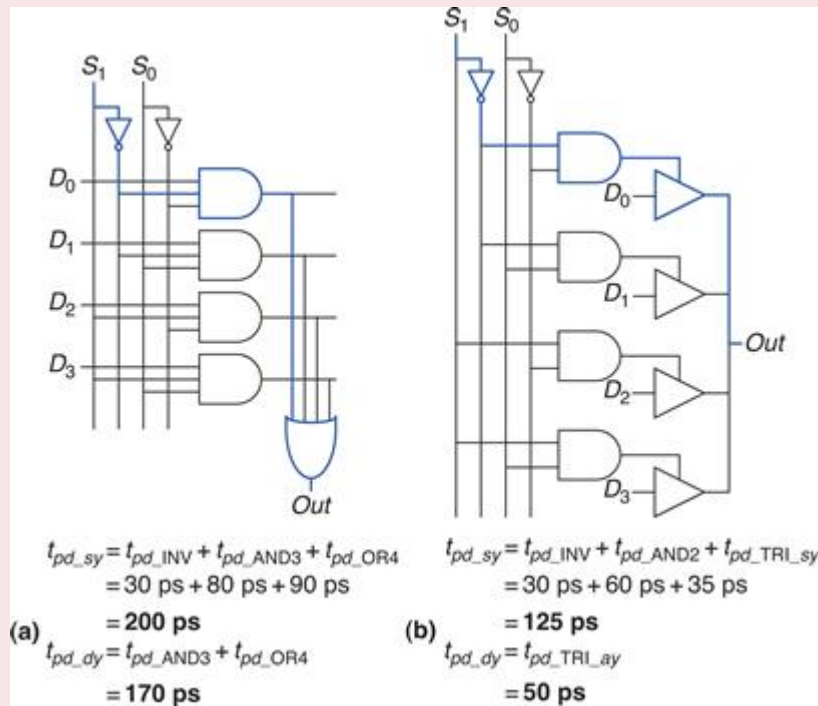 S1 S0
D0
D1
D2
D3
Out
tpd_sy = tpd_INV + tpd_AND3 + tpd_OR4
= 30 ps + 80 ps + 90 ps
= 200 ps
(a)
tpd_dy = tpd_AND3 + tpd_OR4
= 170 ps
S1 S0
D0
D1
Out
D2
D3
tpd_sy = tpd_INV + tpd_AND2 + tpd_TRI_sy
= 30 ps + 60 ps + 35 ps
= 125 ps
(b)
tpd_dy = tpd_TRI_ay
= 50 ps